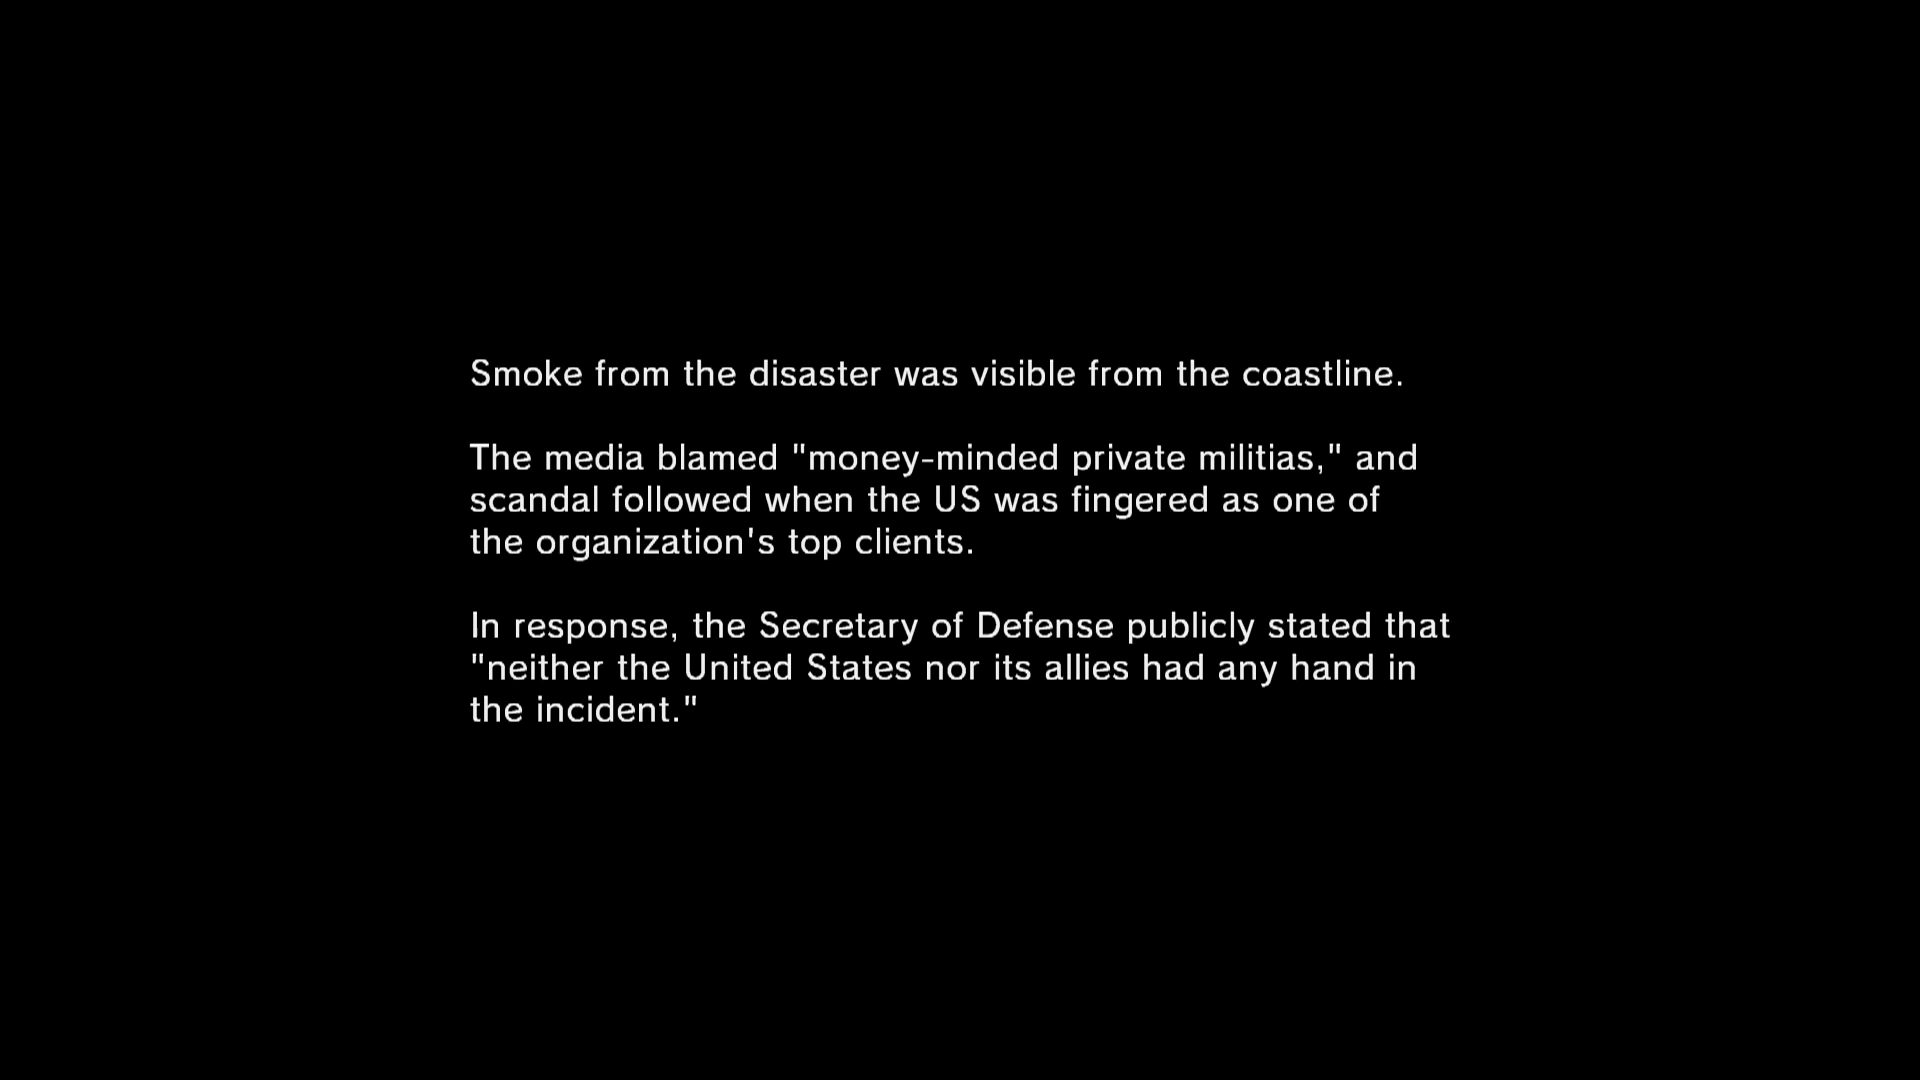 Smoke from the disaster was visible from the coastline.
The media blamed "money-minded private militias," and
scandal followed when the US was fingered as one of
the organization's top clients.
In response, the Secretary of Defense publicly stated that
"neither the United States nor its allies had any hand in
the incident."